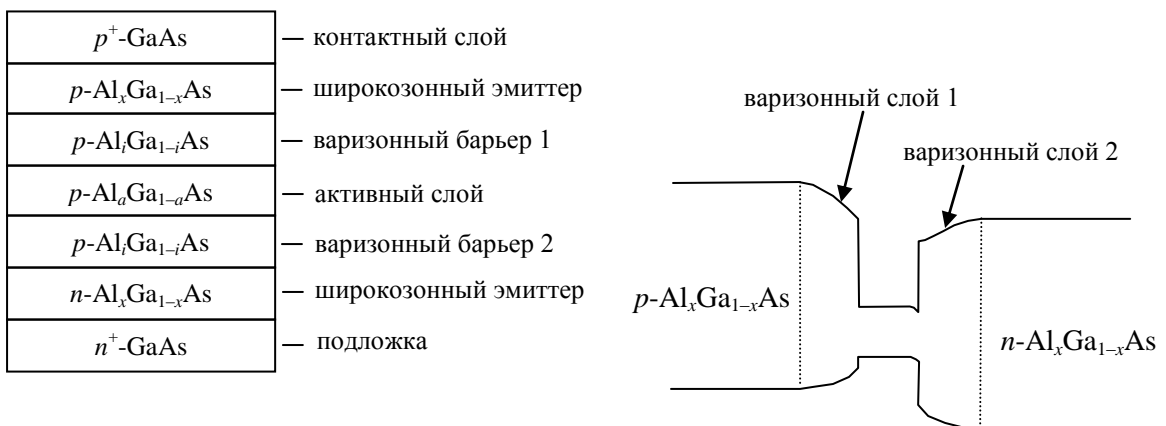 p⁺-GaAs — контактный слой
p-AlₓGa₁₋ₓAs — широкозонный эмиттер
p-AlᵢGa₁₋ᵢAs — варизонный барьер 1
p-AlₐGa₁₋ₐAs — активный слой
p-AlᵢGa₁₋ᵢAs — варизонный барьер 2
n-AlₓGa₁₋ₓAs — широкозонный эмиттер
n⁺-GaAs — подложка
варизонный слой 1
варизонный слой 2
p-AlₓGa₁₋ₓAs
n-AlₓGa₁₋ₓAs